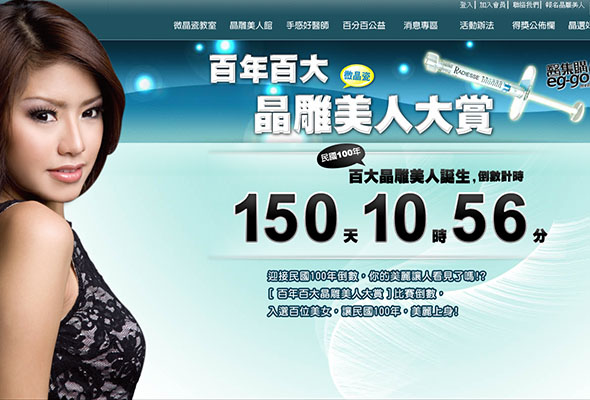 登入| 加入會員| 聯絡我們| 報名晶雕美人
微晶瓷教室 晶雕美人館 手感好醫師 百分百公益 消息專區 活動辦法 得獎公佈欄 晶選好
百年百大
微晶瓷
晶雕美人大賞
RADIESSE
醫集購
eg-go
民國100年
百大晶雕美人誕生,倒數計時
150天10時56分
迎接民國100年倒數,你的美麗讓人看見了嗎!?
[ 百年百大晶雕美人大賞 ] 比賽倒數,
入選百位美女,讓民國100年,美麗上身!